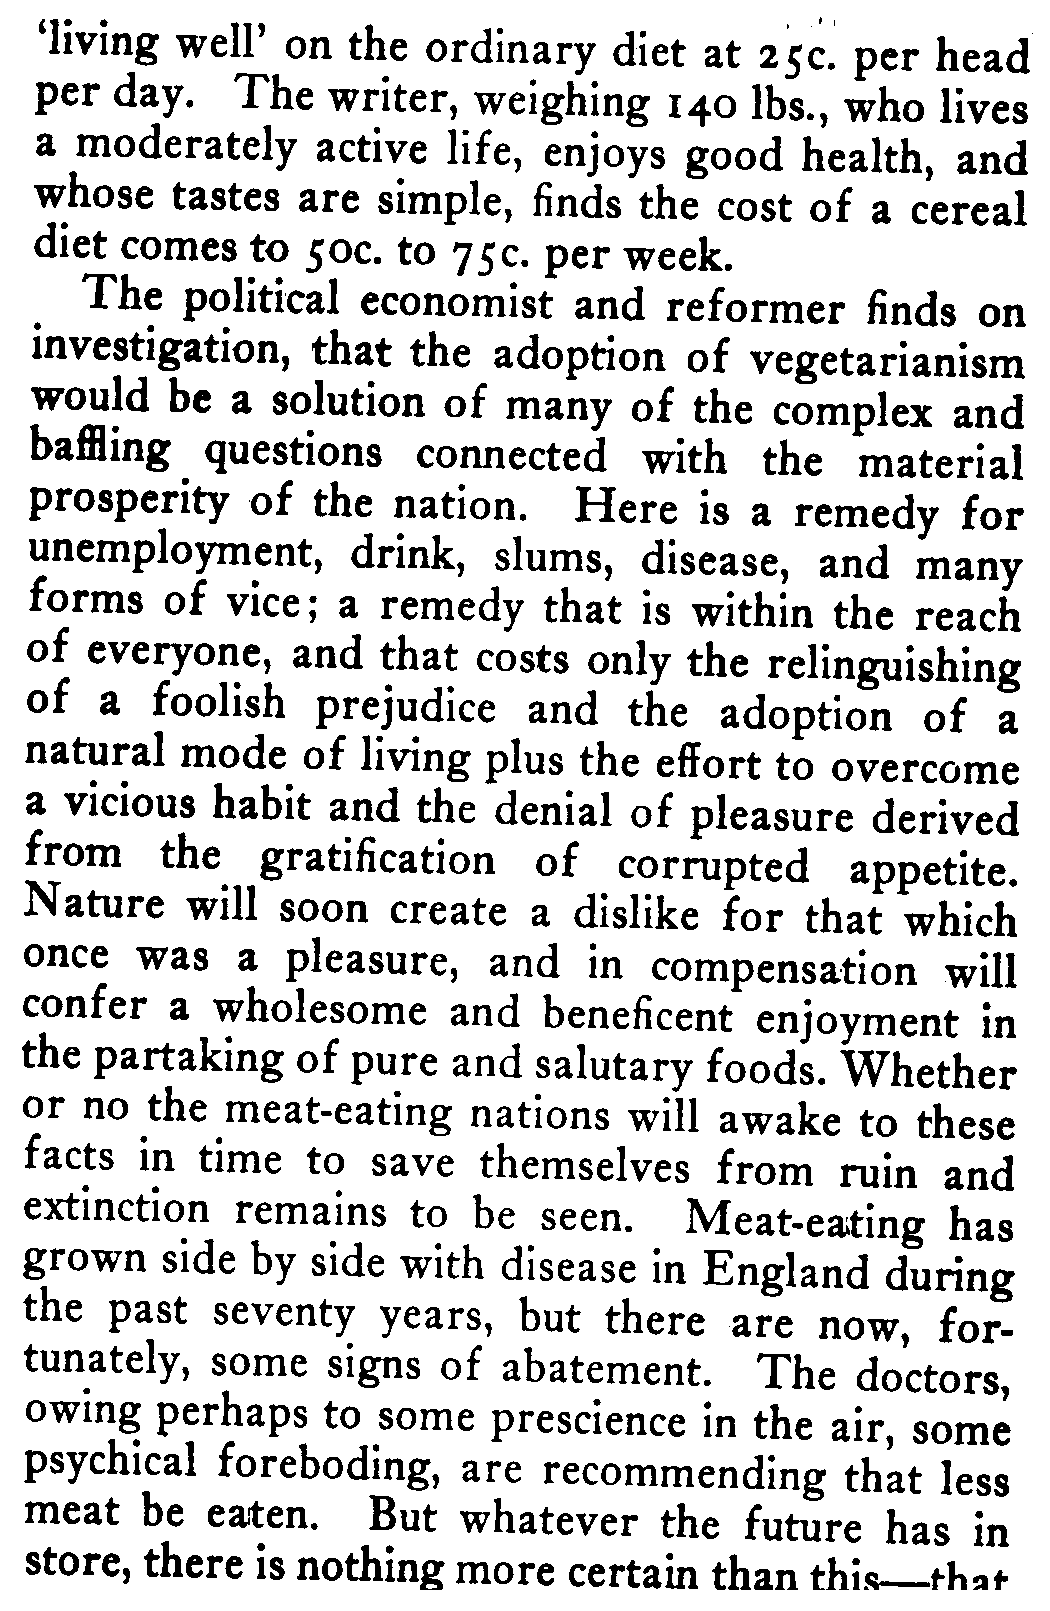 ‘living well’ on the ordinary diet at 25c. per head
per day. The writer, weighing 140 lbs., who lives
a moderately active life, enjoys good health, and
whose tastes are simple, finds the cost of a cereal
diet comes to 50c. to 75c. per week.
The political economist and reformer finds on
investigation, that the adoption of vegetarianism
would be a solution of many of the complex and
baffling questions connected with the material
prosperity of the nation. Here is a remedy for
unemployment, drink, slums, disease, and many
forms of vice; a remedy that is within the reach
of everyone, and that costs only the relinguishing
of a foolish prejudice and the adoption of a
natural mode of living plus the effort to overcome
a vicious habit and the denial of pleasure derived
from the gratification of corrupted appetite.
Nature will soon create a dislike for that which
once was a pleasure, and in compensation will
confer a wholesome and beneficent enjoyment in
the partaking of pure and salutary foods. Whether
or no the meat-eating nations will awake to these
facts in time to save themselves from ruin and
extinction remains to be seen. Meat-eating has
grown side by side with disease in England during
the past seventy years, but there are now, for-
tunately, some signs of abatement. The doctors,
owing perhaps to some prescience in the air, some
psychical foreboding, are recommending that less
meat be eaten. But whatever the future has in
store, there is nothing more certain than this—that